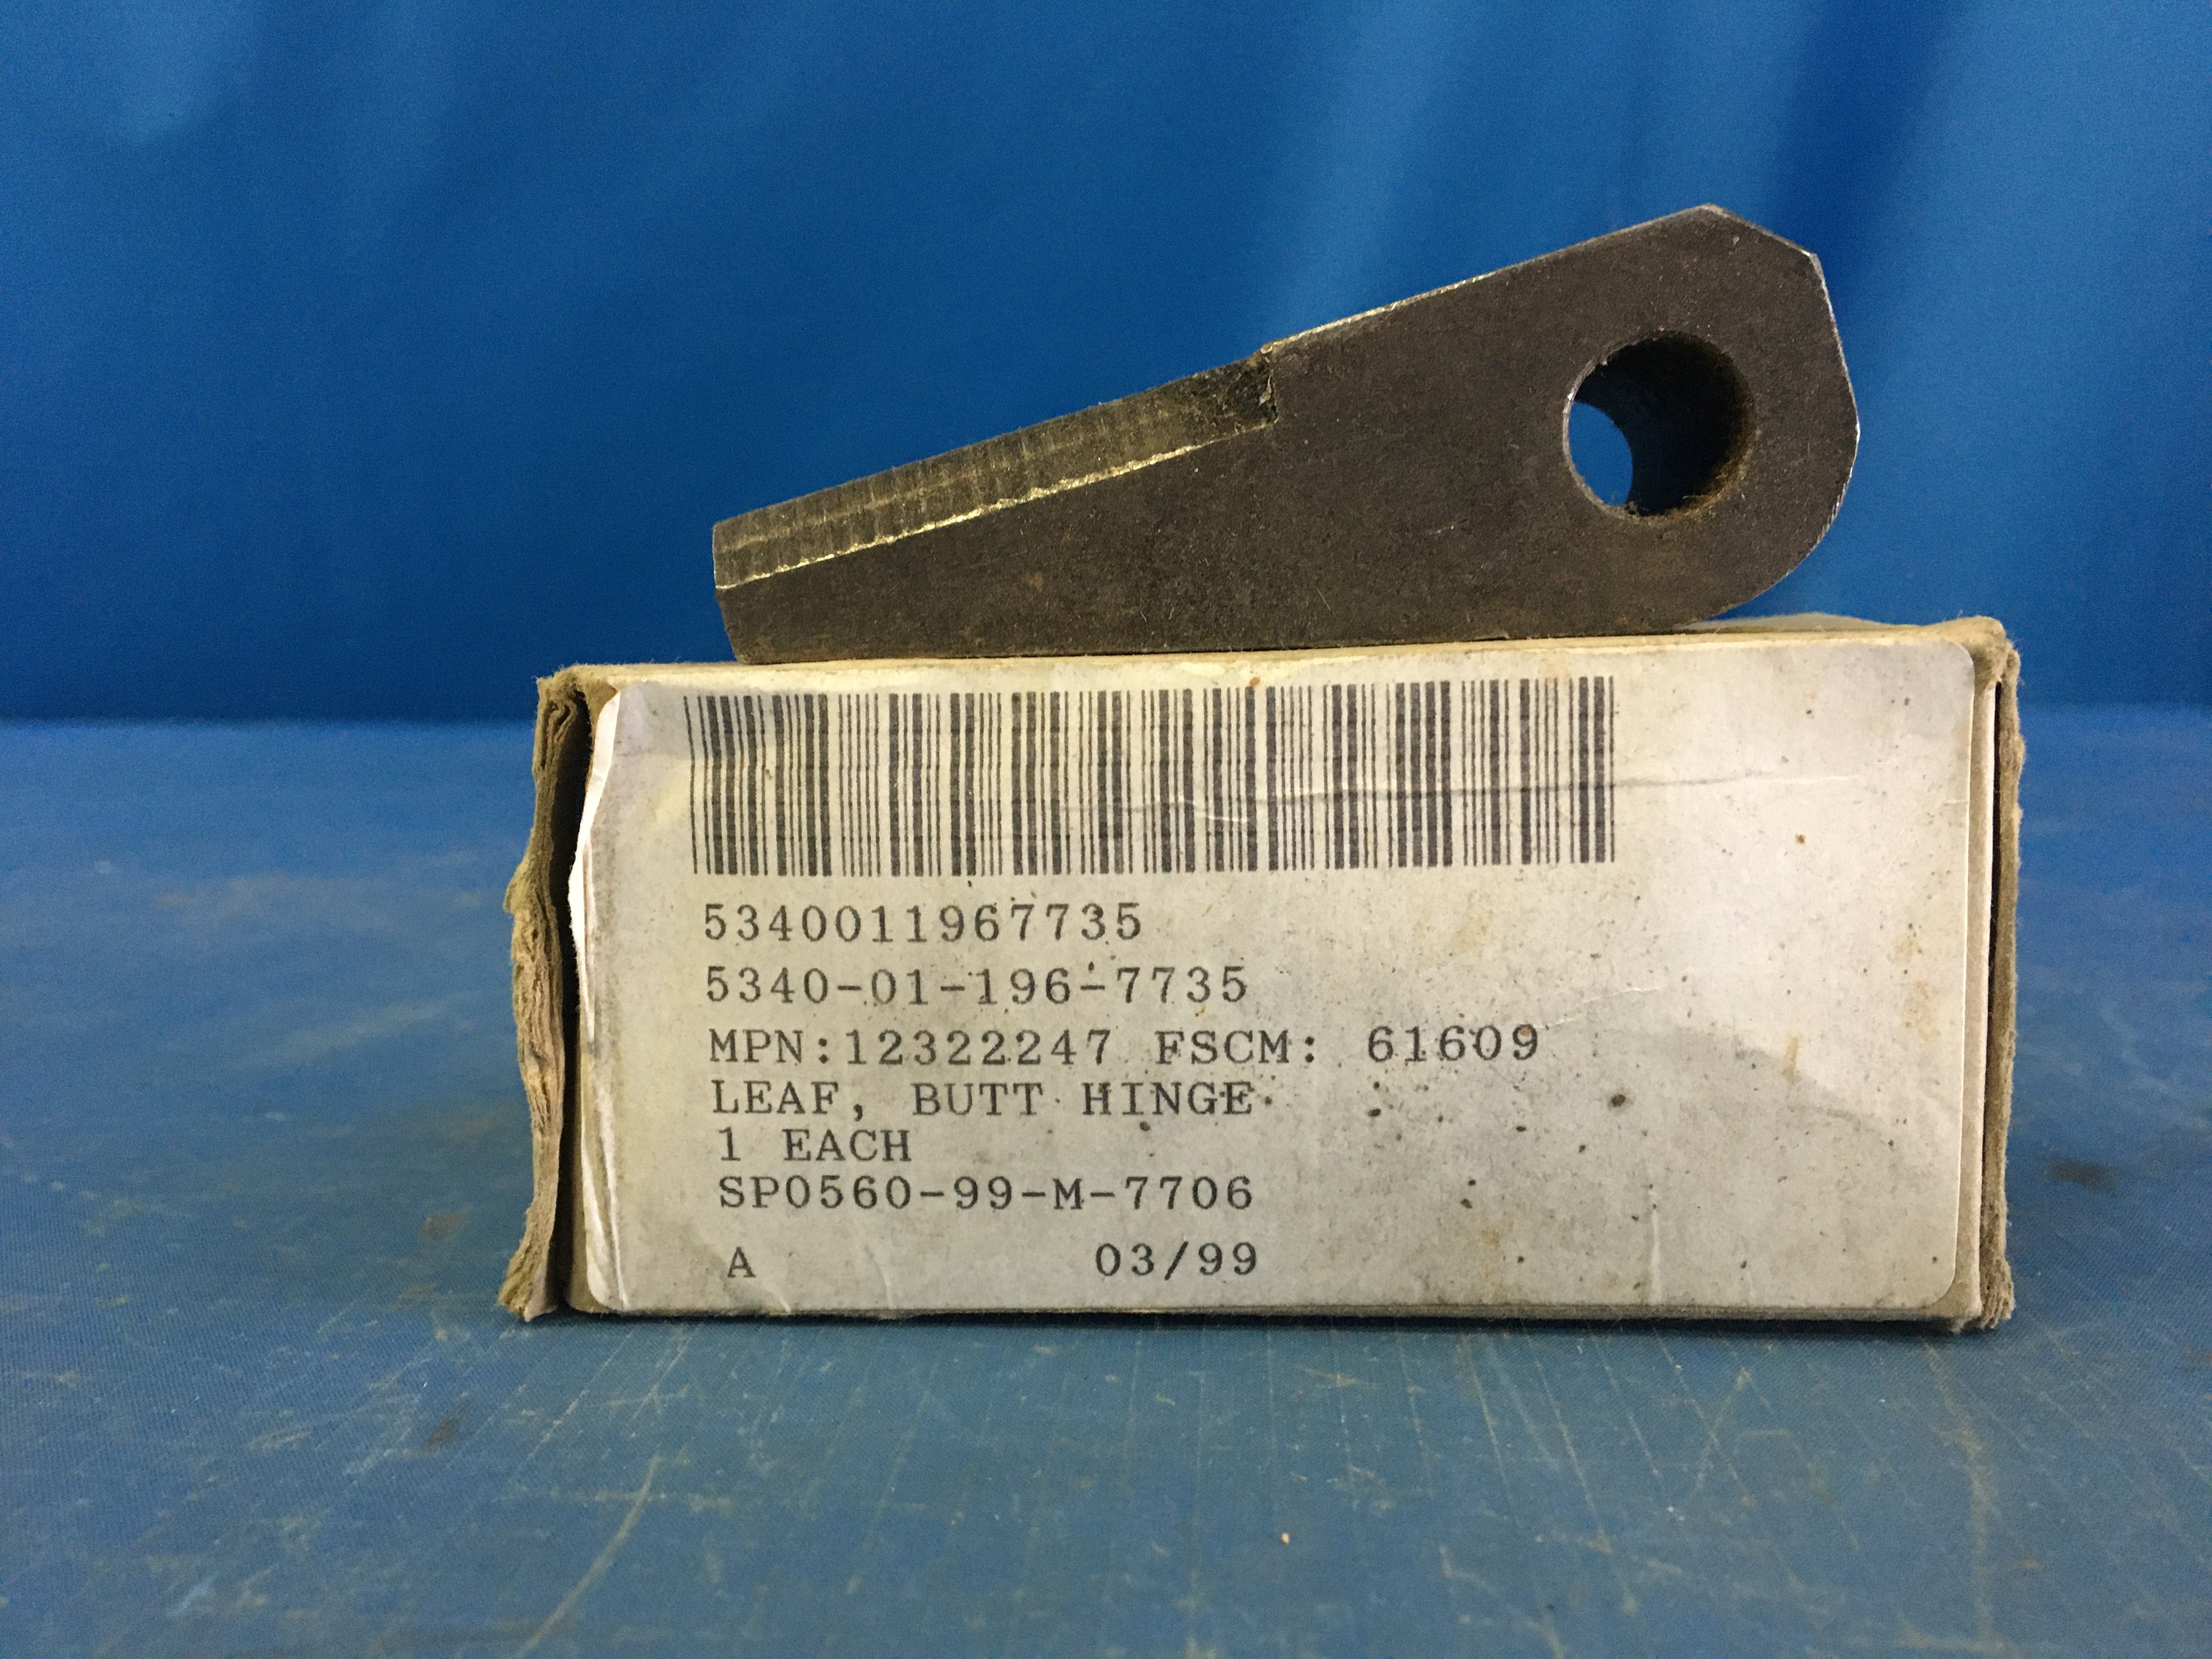 5340011967735
5340-01-196-7735
MPN:12322247 FSCM: 61609
LEAF, BUTT HINGE
1 EACH
SP0560-99-M-7706
A 03/99